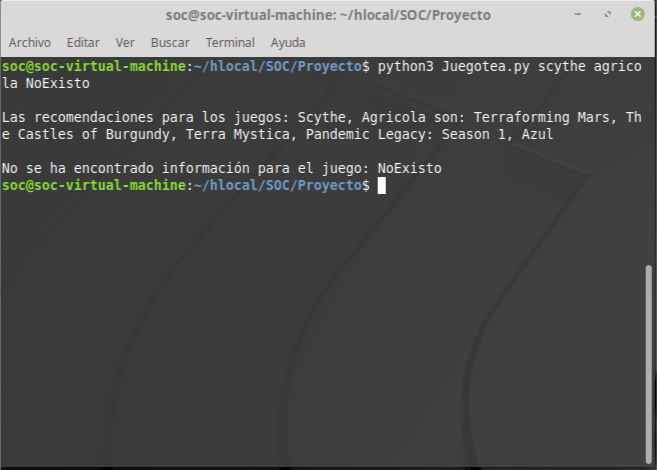 soc@soc-virtual-machine: ~/hlocal/SOC/Proyecto
Archivo Editar Ver Buscar Terminal Ayuda
soc@soc-virtual-machine:~/hlocal/SOC/Proyecto$ python3 Juegotea.py scythe agrico
la NoExisto
Las recomendaciones para los juegos: Scythe, Agricola son: Terraforming Mars, Th
e Castles of Burgundy, Terra Mystica, Pandemic Legacy: Season 1, Azul
No se ha encontrado información para el juego: NoExisto
soc@soc-virtual-machine:~/hlocal/SOC/Proyecto$